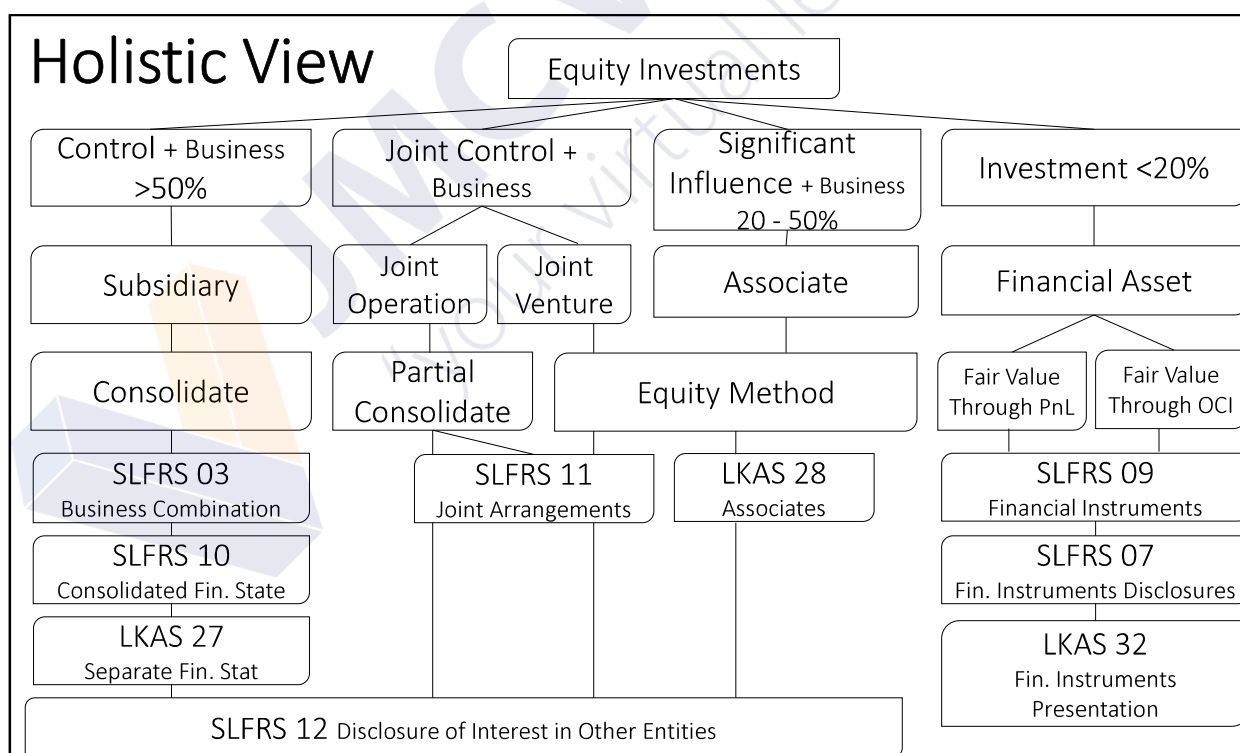 Holistic View
Equity Investments
Control + Business
>50%
Joint Control +
Business
Significant
Influence + Business
20 - 50%
Investment <20%
Subsidiary
Joint
Operation
Joint
Venture
Associate
Financial Asset
Consolidate
Partial
Consolidate
Equity Method
Fair Value
Through PnL
Fair Value
Through OCI
SLFRS 03
Business Combination
SLFRS 11
Joint Arrangements
LKAS 28
Associates
SLFRS 09
Financial Instruments
SLFRS 10
Consolidated Fin. State
SLFRS 07
Fin. Instruments Disclosures
LKAS 27
Separate Fin. Stat
LKAS 32
Fin. Instruments
Presentation
SLFRS 12 Disclosure of Interest in Other Entities
JMC
"your virtual